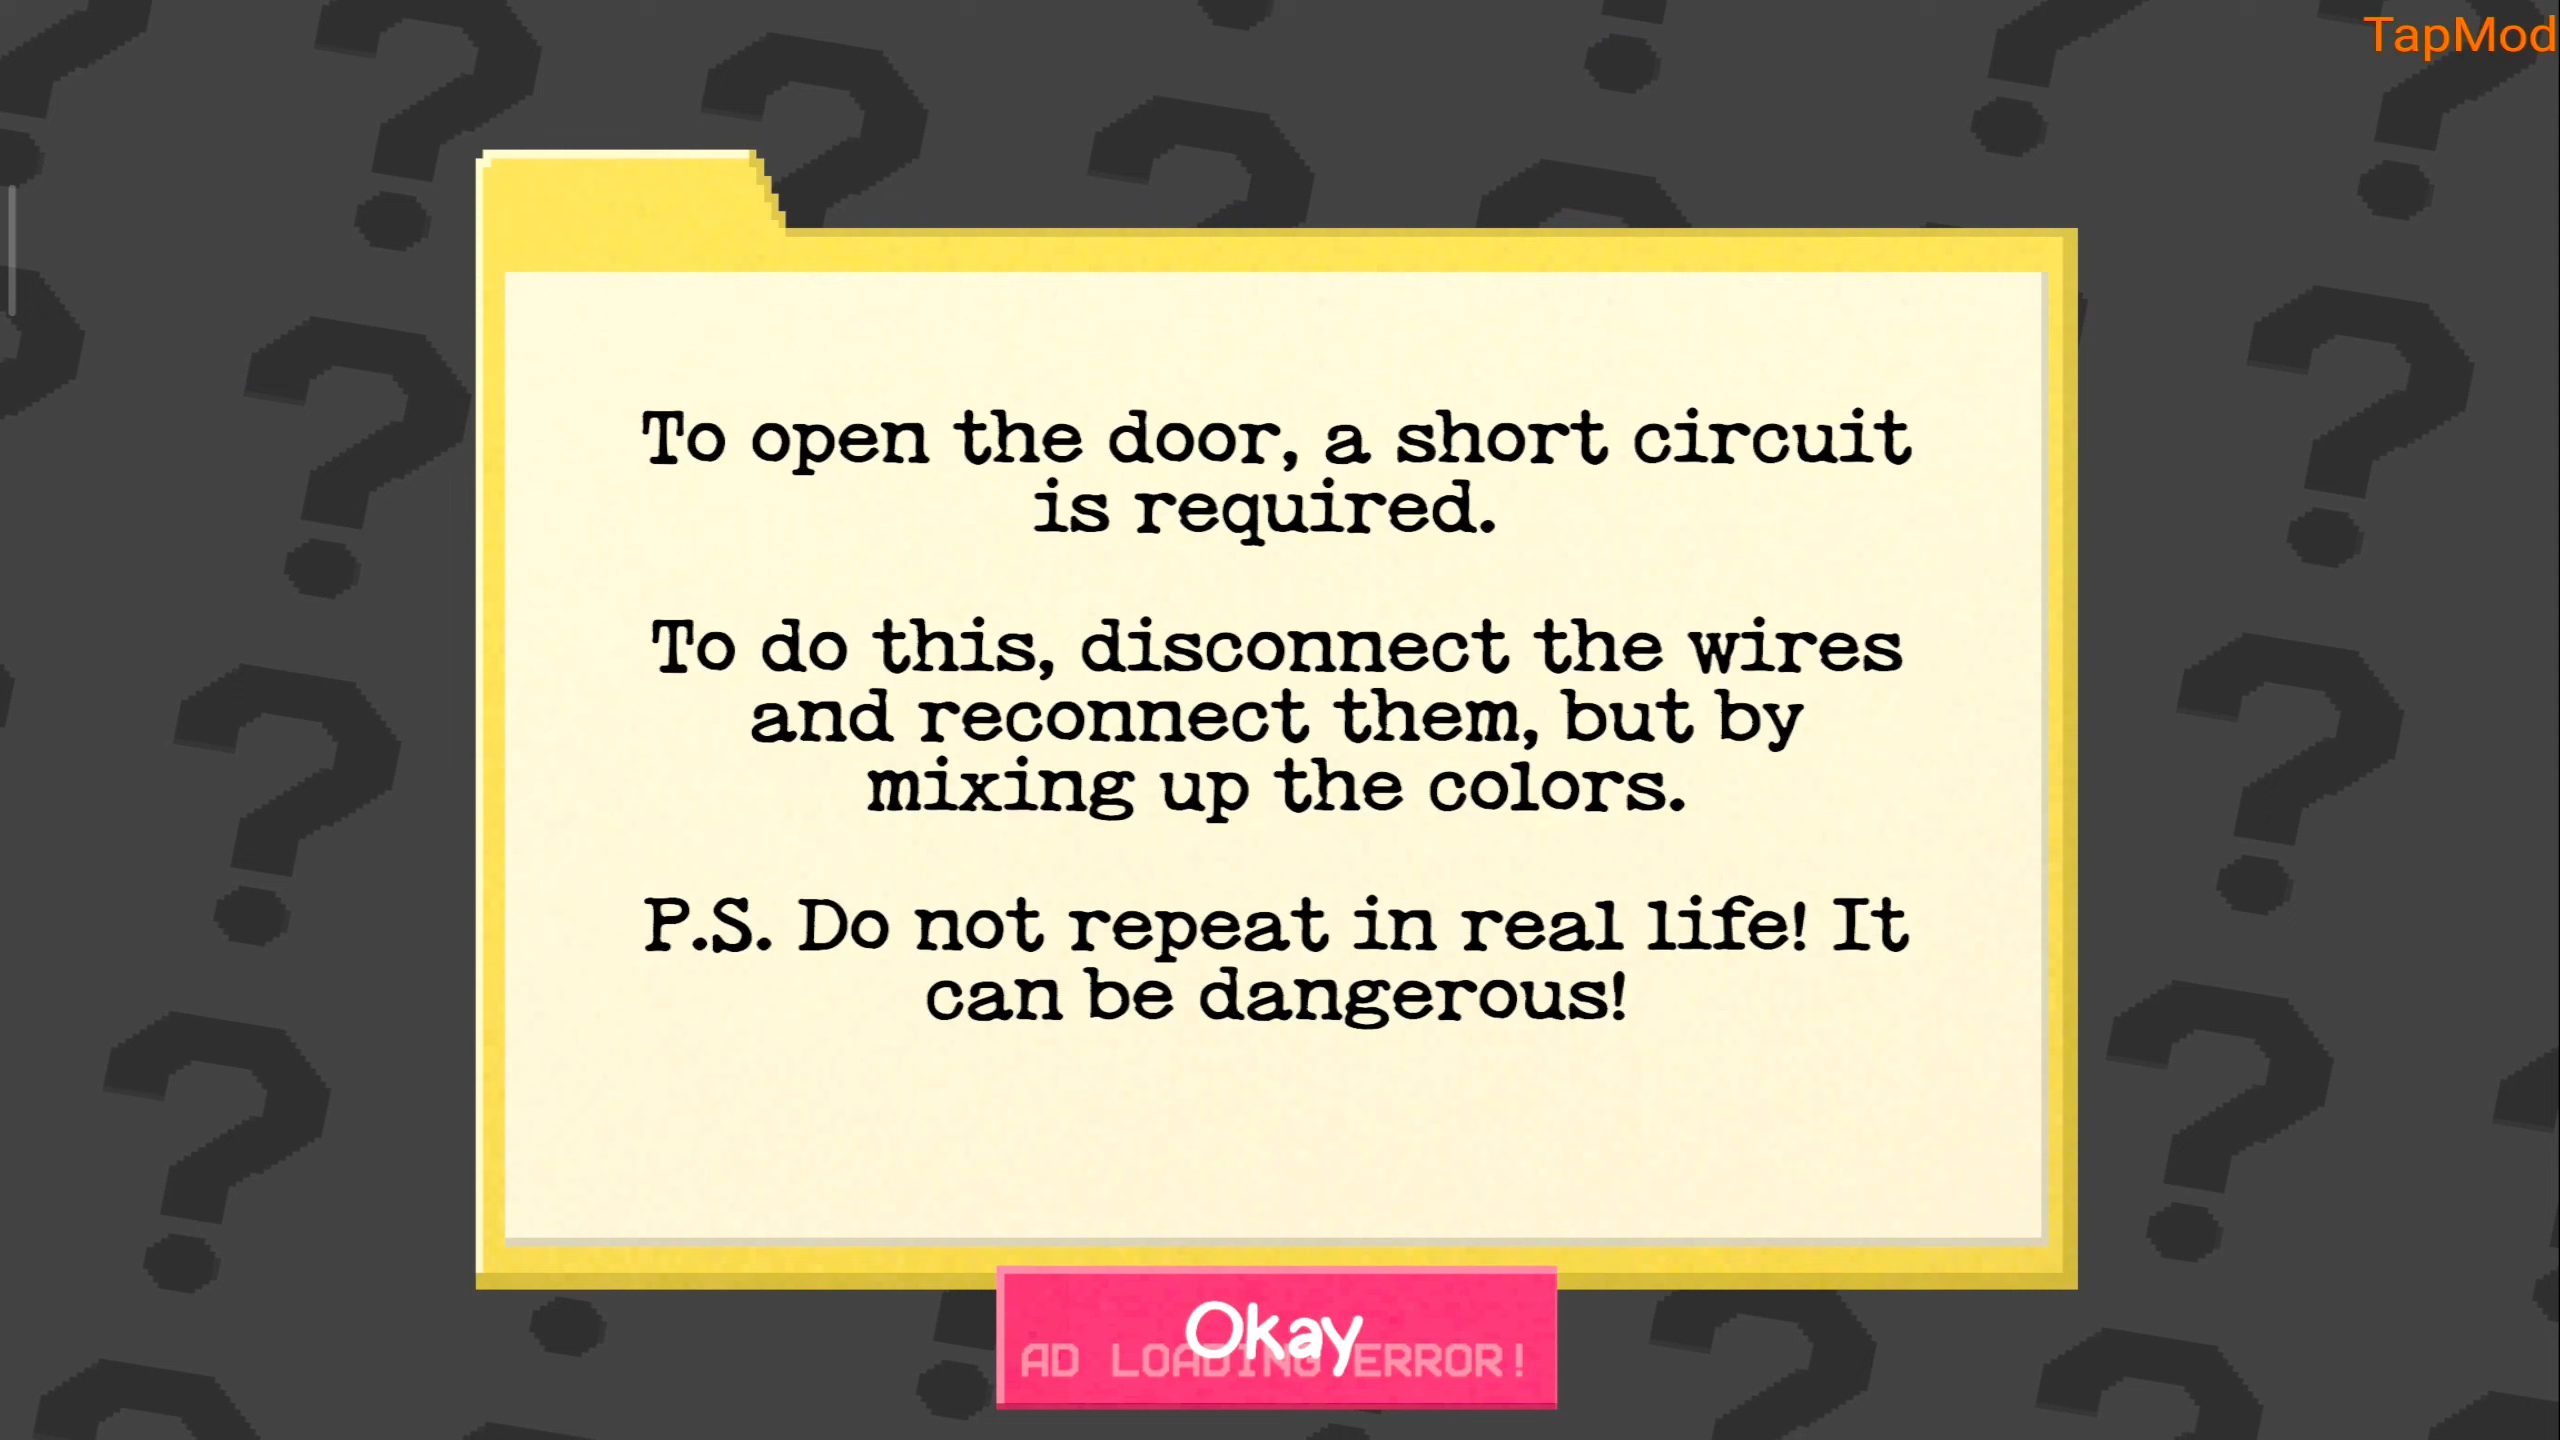 TapMod
To open the door, a short circuit
is required.
To do this, disconnect the wires
and reconnect them, but by
mixing up the colors.
P.S. Do not repeat in real life! It
can be dangerous!
Okay
AD LOADING ERROR!